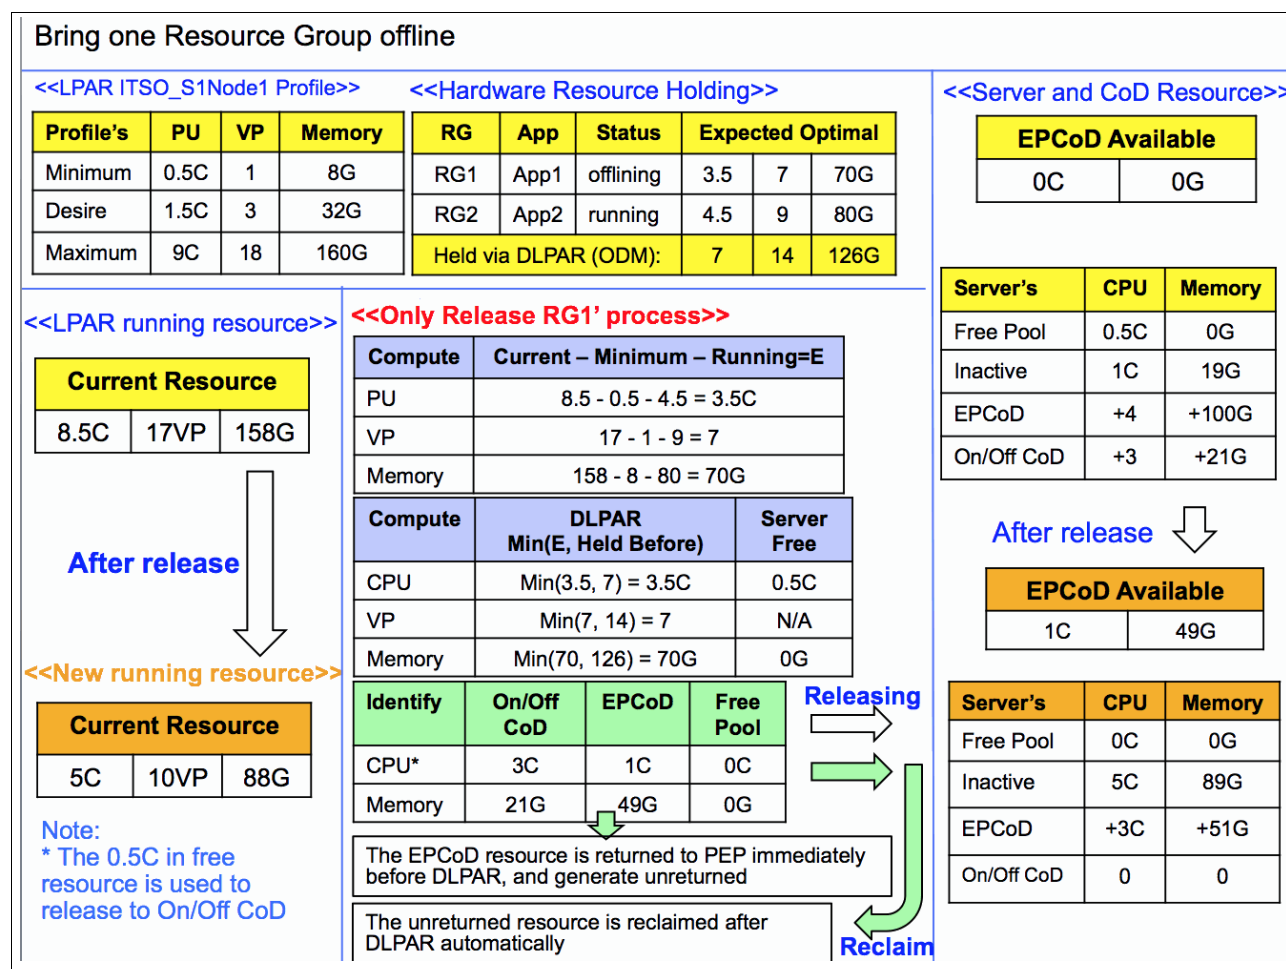 Bring one Resource Group offline
<<LPAR ITSO_S1Node1 Profile>>
Profile's PU VP Memory
Minimum 0.5C 1 8G
Desire 1.5C 3 32G
Maximum 9C 18 160G
<<Hardware Resource Holding>>
RG App Status Expected Optimal
RG1 App1 offlining 3.5 7 70G
RG2 App2 running 4.5 9 80G
Held via DLPAR (ODM): 7 14 126G
<<Server and CoD Resource>>
EPCoD Available
0C 0G
Server's CPU Memory
Free Pool 0.5C 0G
Inactive 1C 19G
EPCoD +4 +100G
On/Off CoD +3 +21G
After release
EPCoD Available
1C 49G
Server's CPU Memory
Free Pool 0C 0G
Inactive 5C 89G
EPCoD +3C +51G
On/Off CoD 0 0
<<LPAR running resource>>
Current Resource
8.5C 17VP 158G
After release
<<New running resource>>
Current Resource
5C 10VP 88G
Note:
* The 0.5C in free
resource is used to
release to On/Off CoD
<<Only Release RG1' process>>
Compute Current – Minimum – Running=E
PU 8.5 - 0.5 - 4.5 = 3.5C
VP 17 - 1 - 9 = 7
Memory 158 - 8 - 80 = 70G
Compute DLPAR Server
Min(E, Held Before) Free
CPU Min(3.5, 7) = 3.5C 0.5C
VP Min(7, 14) = 7 N/A
Memory Min(70, 126) = 70G 0G
Identify On/Off EPCoD Free
CoD Pool
CPU* 3C 1C 0C
Memory 21G 49G 0G
Releasing
The EPCoD resource is returned to PEP immediately
before DLPAR, and generate unreturned
The unreturned resource is reclaimed after
DLPAR automatically
Reclaim